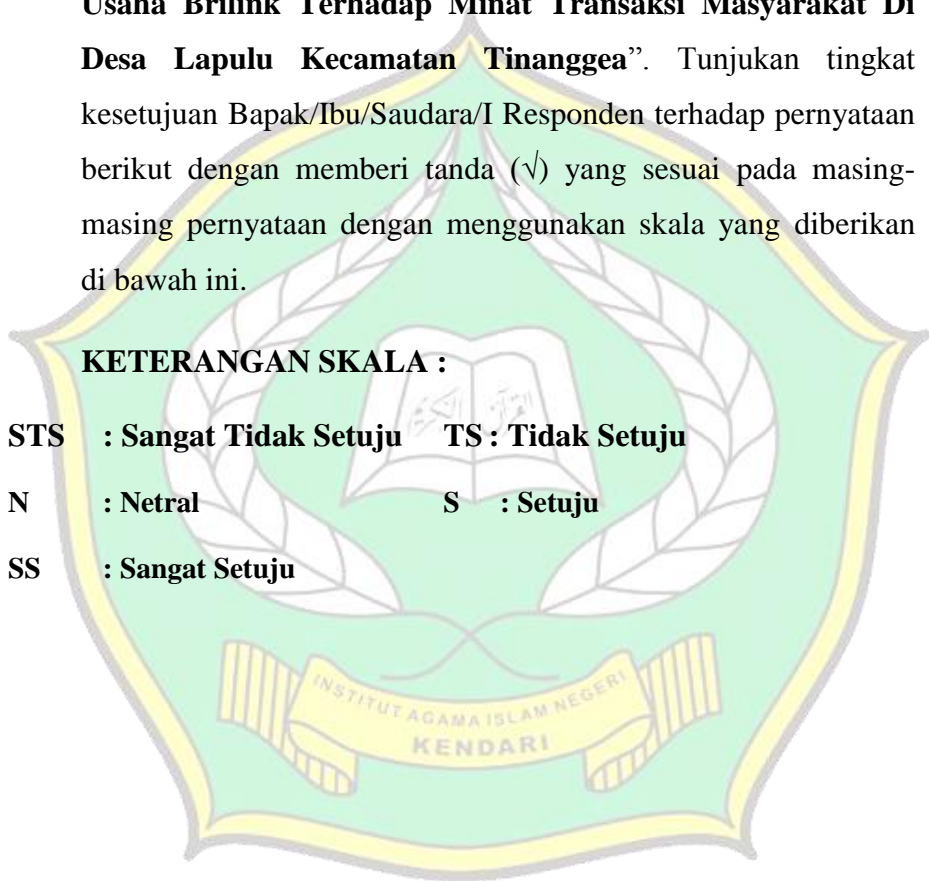 Usaha Brilink Terhadap Minat Transaksi Masyarakat Di
Desa Lapulu Kecamatan Tinanggea”. Tunjukan tingkat
kesetujuan Bapak/Ibu/Saudara/I Responden terhadap pernyataan
berikut dengan memberi tanda (√) yang sesuai pada masing-
masing pernyataan dengan menggunakan skala yang diberikan
di bawah ini.
KETERANGAN SKALA :
STS : Sangat Tidak Setuju TS : Tidak Setuju
N : Netral S : Setuju
SS : Sangat Setuju
INSTITUT AGAMA ISLAM NEGERI
KENDARI